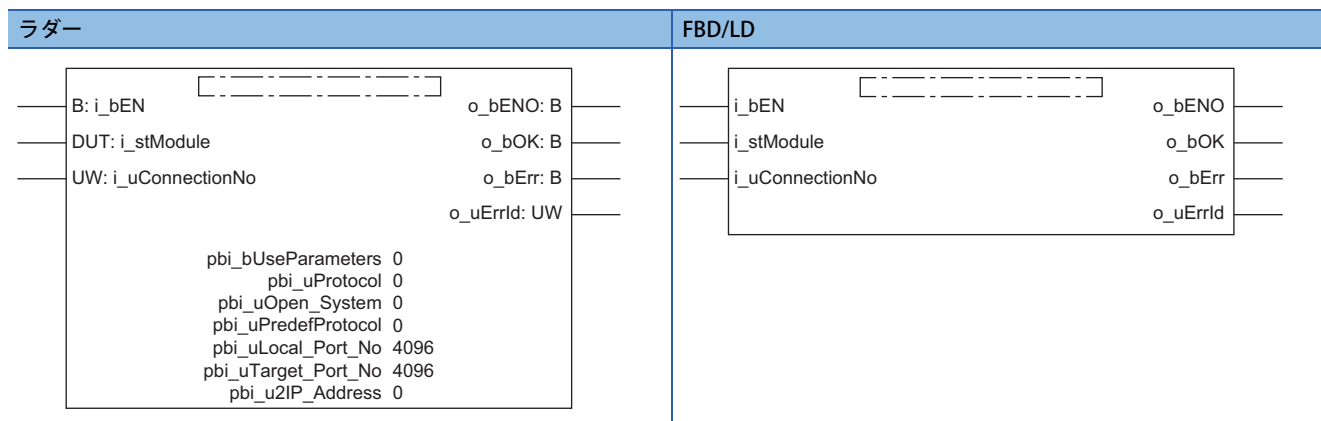 ラダー
FBD/LD
B: i_bEN
o_bENO: B
DUT: i_stModule
o_bOK: B
UW: i_uConnectionNo
o_bErr: B
o_uErrId: UW
pbi_bUseParameters 0
pbi_uProtocol 0
pbi_uOpen_System 0
pbi_uPredefProtocol 0
pbi_uLocal_Port_No 4096
pbi_uTarget_Port_No 4096
pbi_u2IP_Address 0
i_bEN
o_bENO
i_stModule
o_bOK
i_uConnectionNo
o_bErr
o_uErrId